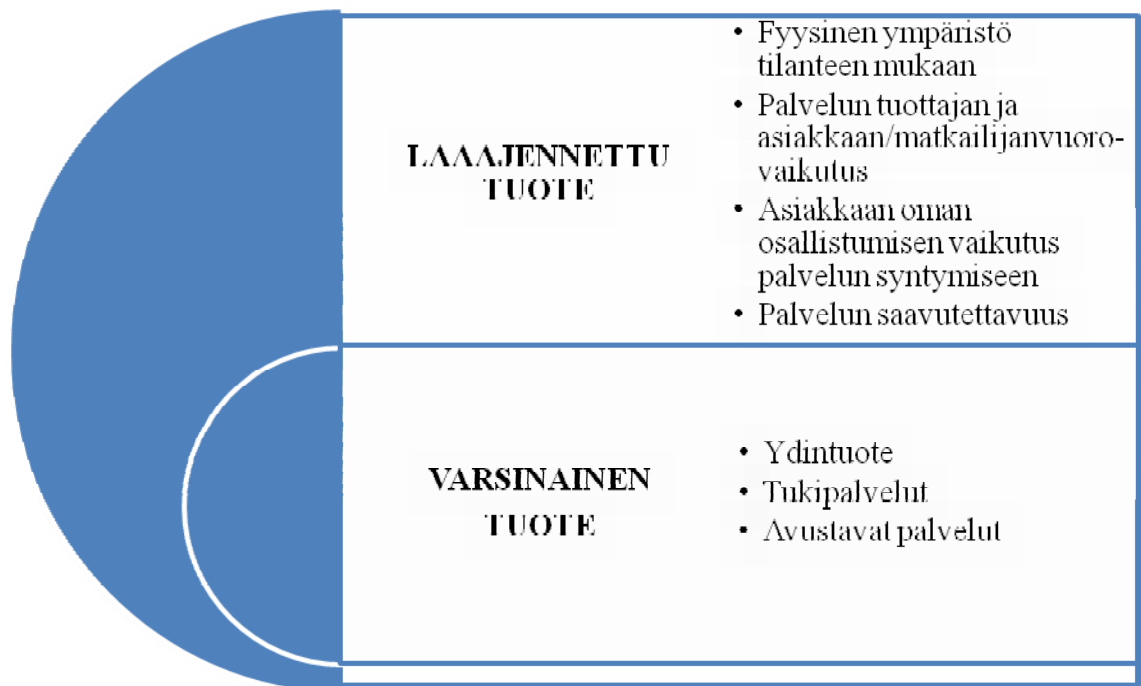 LAAAJENNETTU
TUOTE
• Fyysinen ympäristö
tilanteen mukaan
• Palvelun tuottajan ja
asiakkaan/matkailijanvuoro-
vaikutus
• Asiakkaan oman
osallistumisen vaikutus
palvelun syntymiseen
• Palvelun saavutettavuus
VARSINAINEN
TUOTE
• Ydintuote
• Tukipalvelut
• Avustavat palvelut